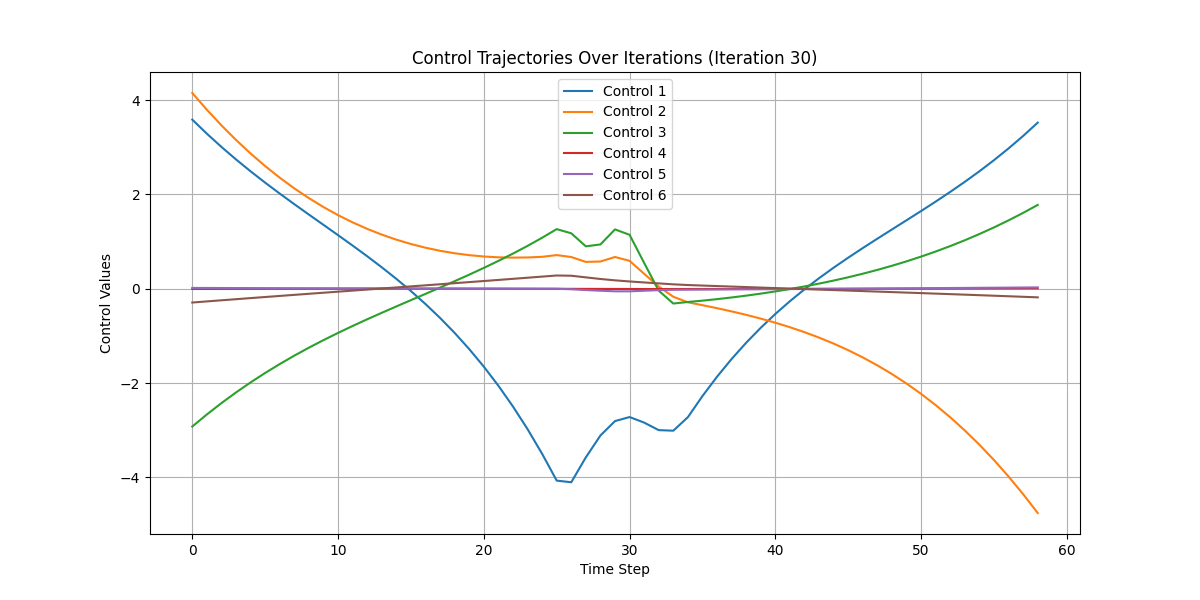 Control Trajectories Over Iterations (Iteration 30)
Control 1
Control 2
Control 3
Control 4
Control 5
Control 6
Control Values
4
2
0
−2
−4
0
10
20
30
40
50
60
Time Step